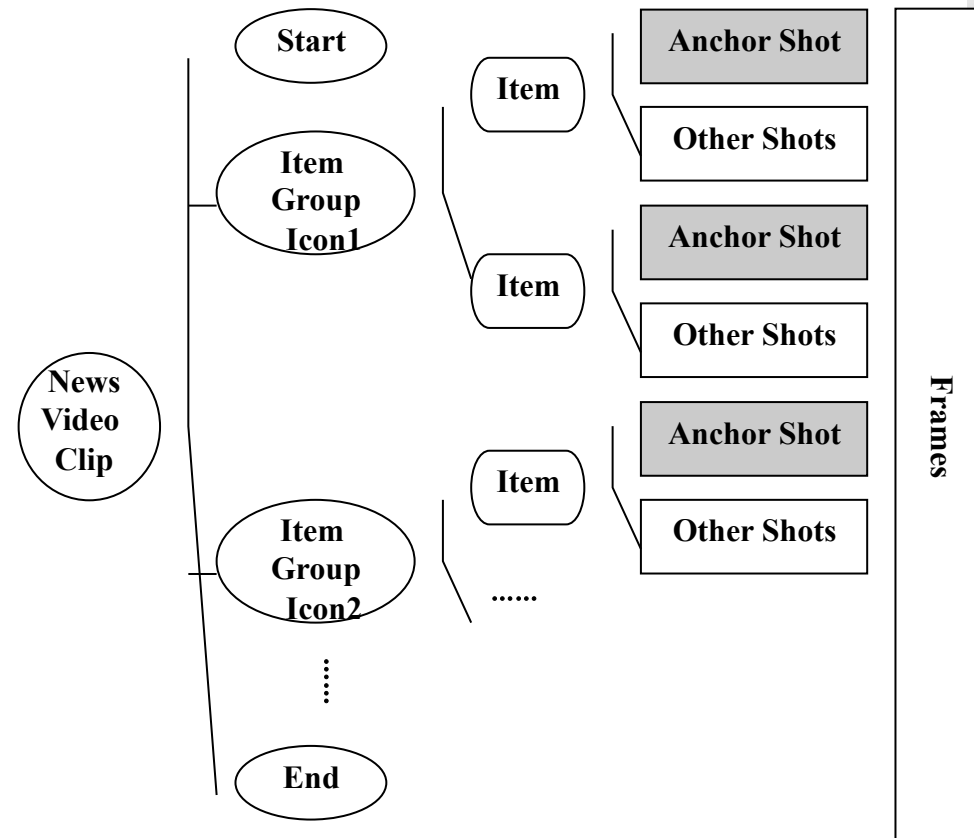 News
Video
Clip
Start
Item
Group
Icon1
Item
Group
Icon2
......
End
Item
Item
Item
......
Anchor Shot
Other Shots
Anchor Shot
Other Shots
Anchor Shot
Other Shots
Frames